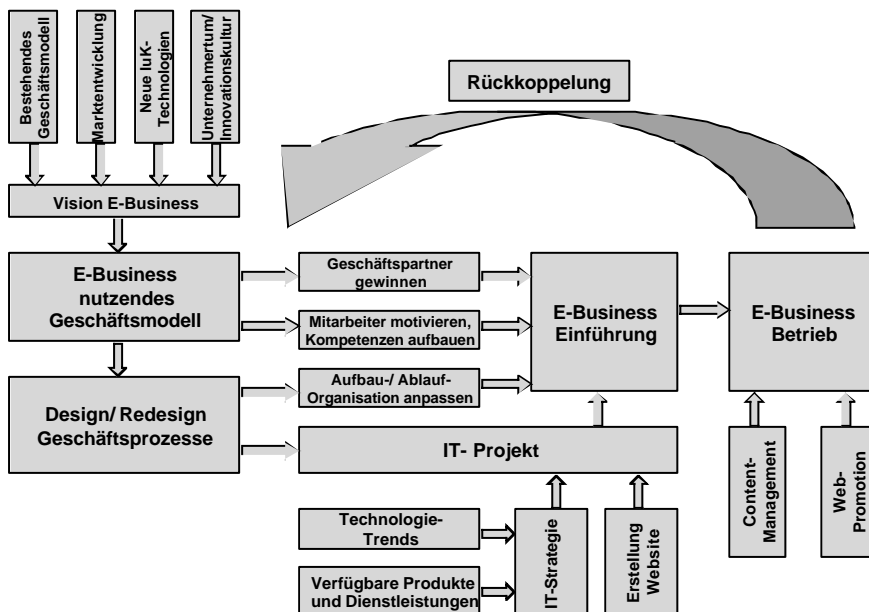 Bestehendes
Geschäftsmodell
Marktentwicklung
Neue IuK-
Technologien
Unternehmertum/
Innovationskultur
Rückkoppelung
Vision E-Business
E-Business
nutzendes
Geschäftsmodell
Geschäftspartner
gewinnen
Mitarbeiter motivieren,
Kompetenzen aufbauen
E-Business
Einführung
E-Business
Betrieb
Design/ Redesign
Geschäftsprozesse
Aufbau-/ Ablauf-
Organisation anpassen
IT- Projekt
Technologie-
Trends
Verfügbare Produkte
und Dienstleistungen
IT-Strategie
Erstellung
Website
Content-
Management
Web-
Promotion